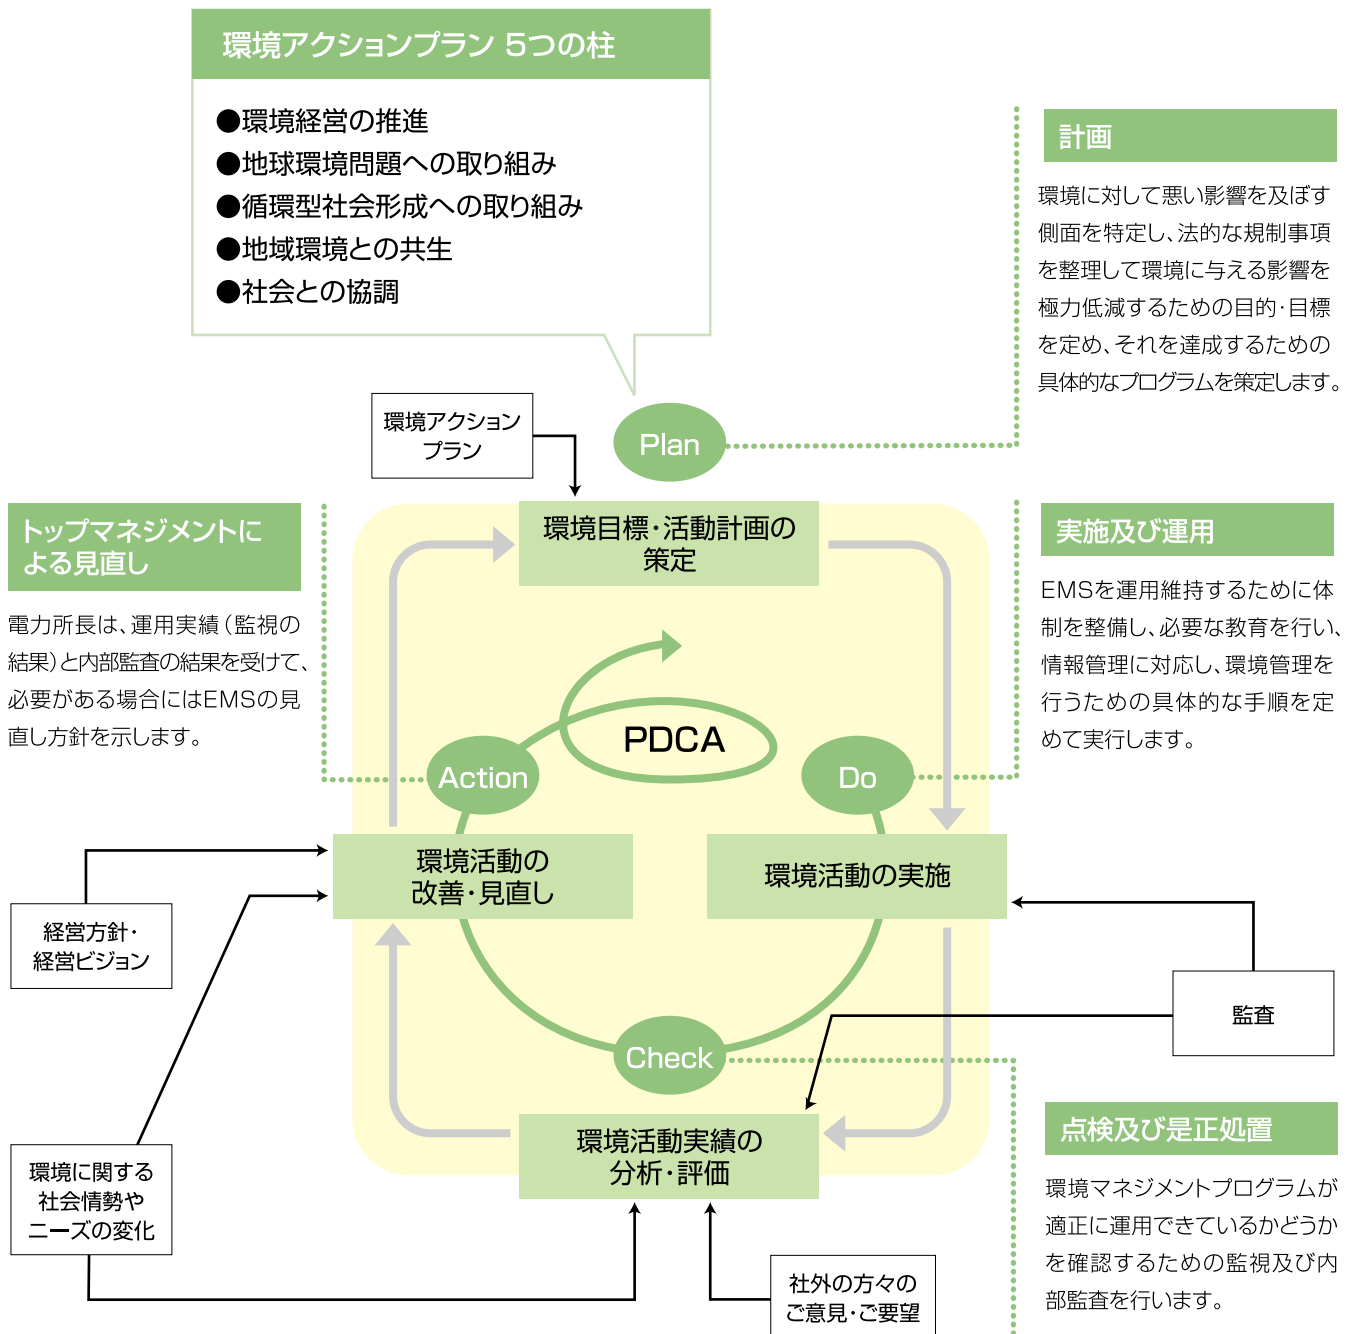 環境アクションプラン 5つの柱
●環境経営の推進
●地球環境問題への取り組み
●循環型社会形成への取り組み
●地域環境との共生
●社会との協調
計画
環境に対して悪い影響を及ぼす
側面を特定し、法的な規制事項
を整理して環境に与える影響を
極力低減するための目的・目標
を定め、それを達成するための
具体的なプログラムを策定します。
環境アクション
プラン
Plan
環境目標・活動計画の
策定
トップマネジメントに
よる見直し
電力所長は、運用実績（監視の
結果）と内部監査の結果を受けて、
必要がある場合にはEMSの見
直し方針を示します。
実施及び運用
EMSを運用維持するために体
制を整備し、必要な教育を行い、
情報管理に対応し、環境管理を
行うための具体的な手順を定
めて実行します。
PDCA
Action
Do
環境活動の
改善・見直し
環境活動の実施
経営方針・
経営ビジョン
監査
Check
環境活動実績の
分析・評価
点検及び是正処置
環境マネジメントプログラムが
適正に運用できているかどうか
を確認するための監視及び内
部監査を行います。
環境に関する
社会情勢や
ニーズの変化
社外の方々の
ご意見・ご要望